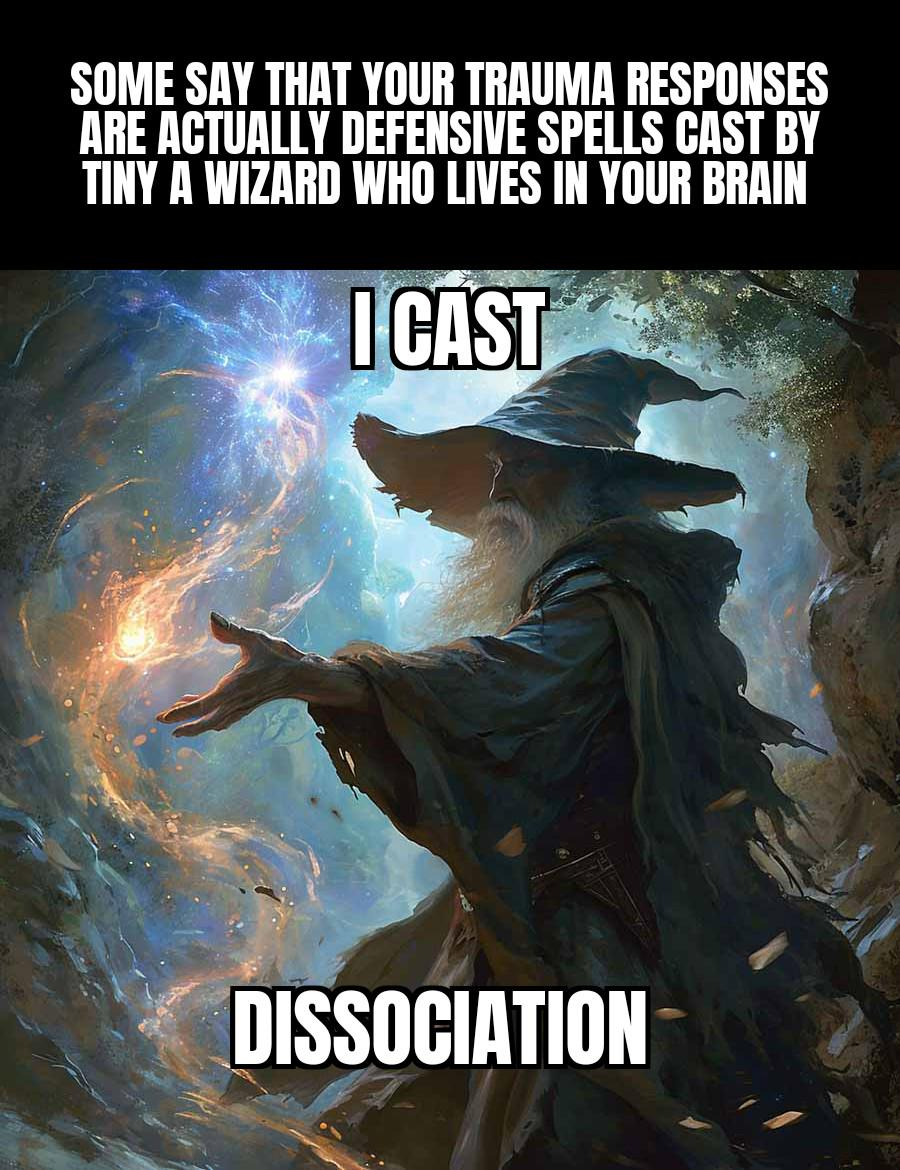 SOME SAY THAT YOUR TRAUMA RESPONSES
ARE ACTUALLY DEFENSIVE SPELLS CAST BY
TINY A WIZARD WHO LIVES IN YOUR BRAIN
I CAST
DISSOCIATION